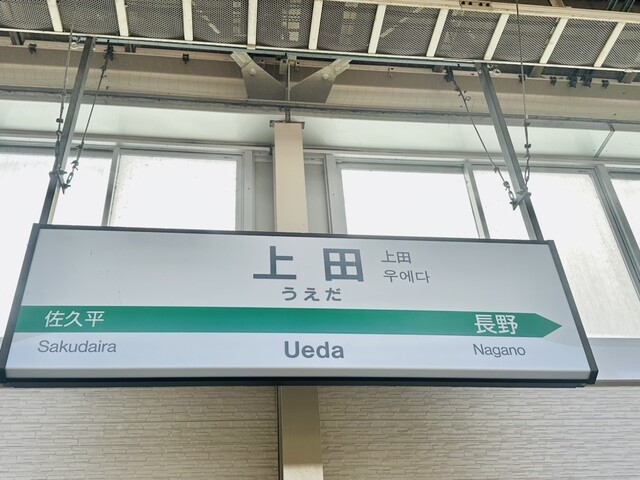 上田 上田
우에다
うえだ
佐久平 長野
Sakudaira Ueda Nagano